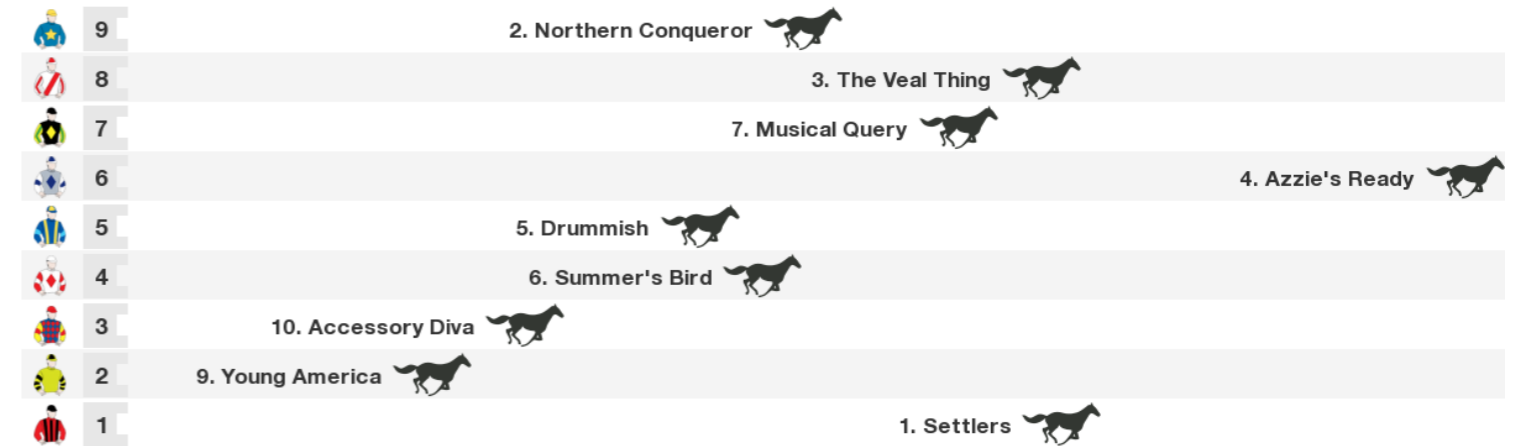 9 2. Northern Conqueror
8 3. The Veal Thing
7 7. Musical Query
6 4. Azzie's Ready
5 5. Drummish
4 6. Summer's Bird
3 10. Accessory Diva
2 9. Young America
1 1. Settlers